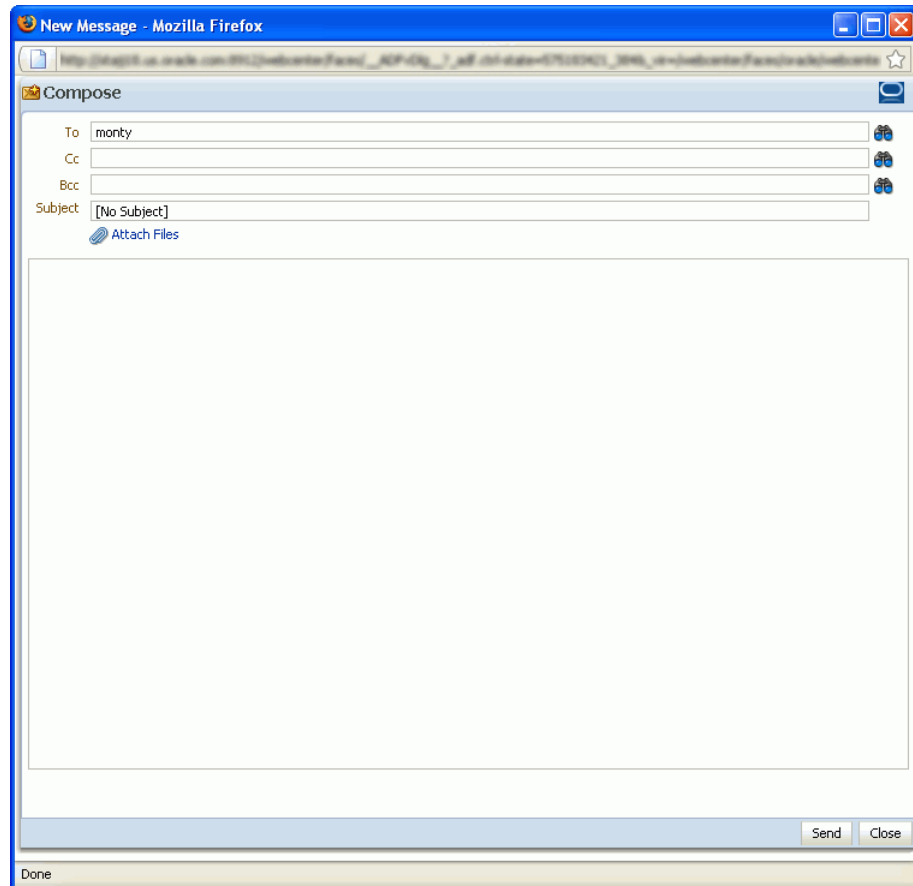 New Message - Mozilla Firefox
Compose
To monty
Cc
Bcc
Subject [No Subject]
Attach Files
Send Close
Done